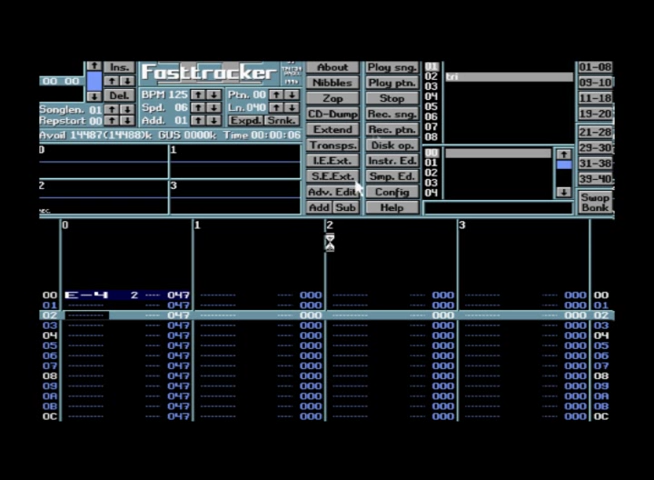 Ins. Fasttracker About Play sng. 01 01-08
00 00 Nibbles Play ptn. 02 tri 09-10
Del. BPM 125 Ptn. 00 Zap Stop 03 11-18
Songlen. 01 Spd. 06 Ln. 040 CD-Dump Rec. sng. 04 05 19-20
Repstart 00 Add. 01 Expd. Srnk. Extend Rec. ptn. 06 21-28
Avail 14487(14488)k GUS 0000k Time 00:00:06 Transps. Disk op. 07 08 29-30
0 1 I.E.Ext. Instr. Ed. 00 31-38
S.E.Ext. Smp. Ed. 01 02 39-40
2 3 Adv. Edit Config 03 04 Swap
Add Sub Help Bank
0 1 2 3
00 E-4 2 047 000 000 000 00
01 047 000 000 000 01
02 047 000 000 000 02
03 047 000 000 000 03
04 047 000 000 000 04
05 047 000 000 000 05
06 047 000 000 000 06
07 047 000 000 000 07
08 047 000 000 000 08
09 047 000 000 000 09
0A 047 000 000 000 0A
0B 047 000 000 000 0B
0C 047 000 000 000 0C